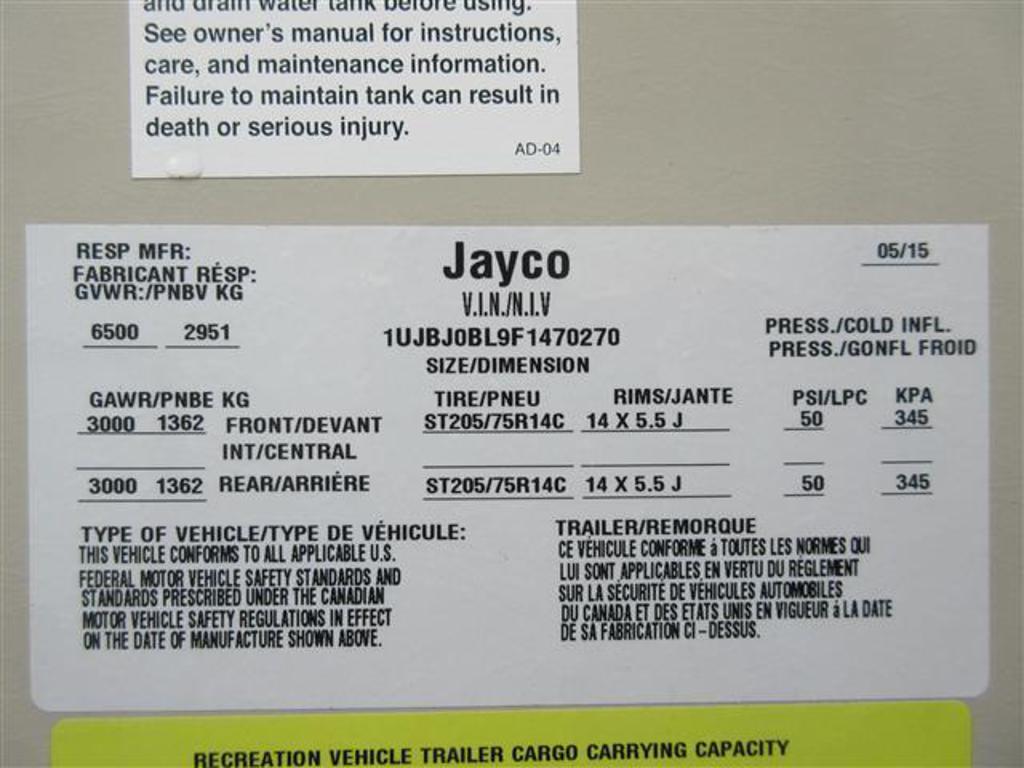 and drain water tank before using.
See owner's manual for instructions,
care, and maintenance information.
Failure to maintain tank can result in
death or serious injury.
AD-04
RESP MFR:
FABRICANT RÉSP:
GVWR:/PNBV KG
6500 2951
Jayco
V.I.N./N.I.V
1UJBJ0BL9F1470270
SIZE/DIMENSION
05/15
PRESS./COLD INFL.
PRESS./GONFL FROID
GAWR/PNBE KG TIRE/PNEU RIMS/JANTE PSI/LPC KPA
3000 1362 FRONT/DEVANT ST205/75R14C 14 X 5.5 J 50 345
INT/CENTRAL
3000 1362 REAR/ARRIÉRE ST205/75R14C 14 X 5.5 J 50 345
TYPE OF VEHICLE/TYPE DE VÉHICULE: TRAILER/REMORQUE
THIS VEHICLE CONFORMS TO ALL APPLICABLE U.S.
FEDERAL MOTOR VEHICLE SAFETY STANDARDS AND
STANDARDS PRESCRIBED UNDER THE CANADIAN
MOTOR VEHICLE SAFETY REGULATIONS IN EFFECT
ON THE DATE OF MANUFACTURE SHOWN ABOVE.
CE VÉHICULE CONFORME á TOUTES LES NORMES QUI
LUI SONT APPLICABLES EN VERTU DU RÉGLEMENT
SUR LA SÉCURITÉ DE VÉHICULES AUTOMOBILES
DU CANADA ET DES ETATS UNIS EN VIGUEUR á LA DATE
DE SA FABRICATION CI-DESSUS.
RECREATION VEHICLE TRAILER CARGO CARRYING CAPACITY